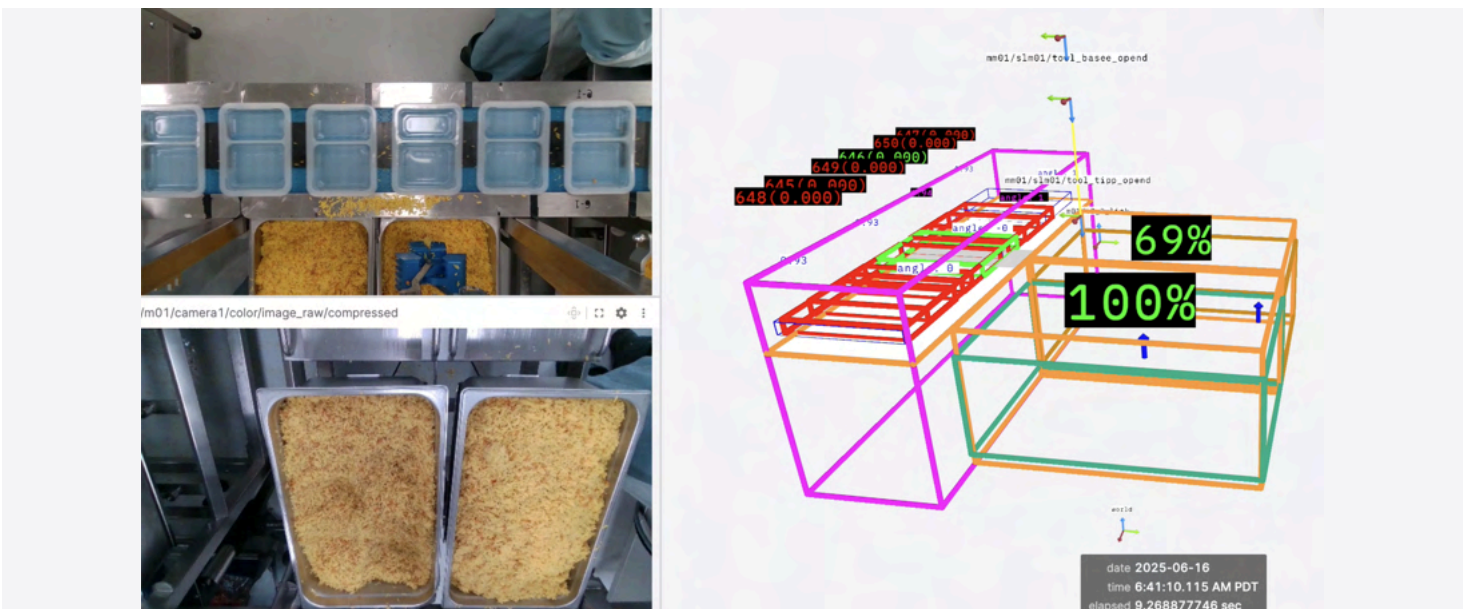 /m01/camera1/color/image_raw/compressed
mm01/slm01/tool_basee_opend
647(0.000)
650(0.000)
646(0.000)
649(0.000)
645(0.000)
648(0.000)
mm01/slm01/tool_tipp_opend
angle -0
angl 0
69%
100%
world
date 2025-06-16
time 6:41:10.115 AM PDT
elapsed 9.268877746 sec